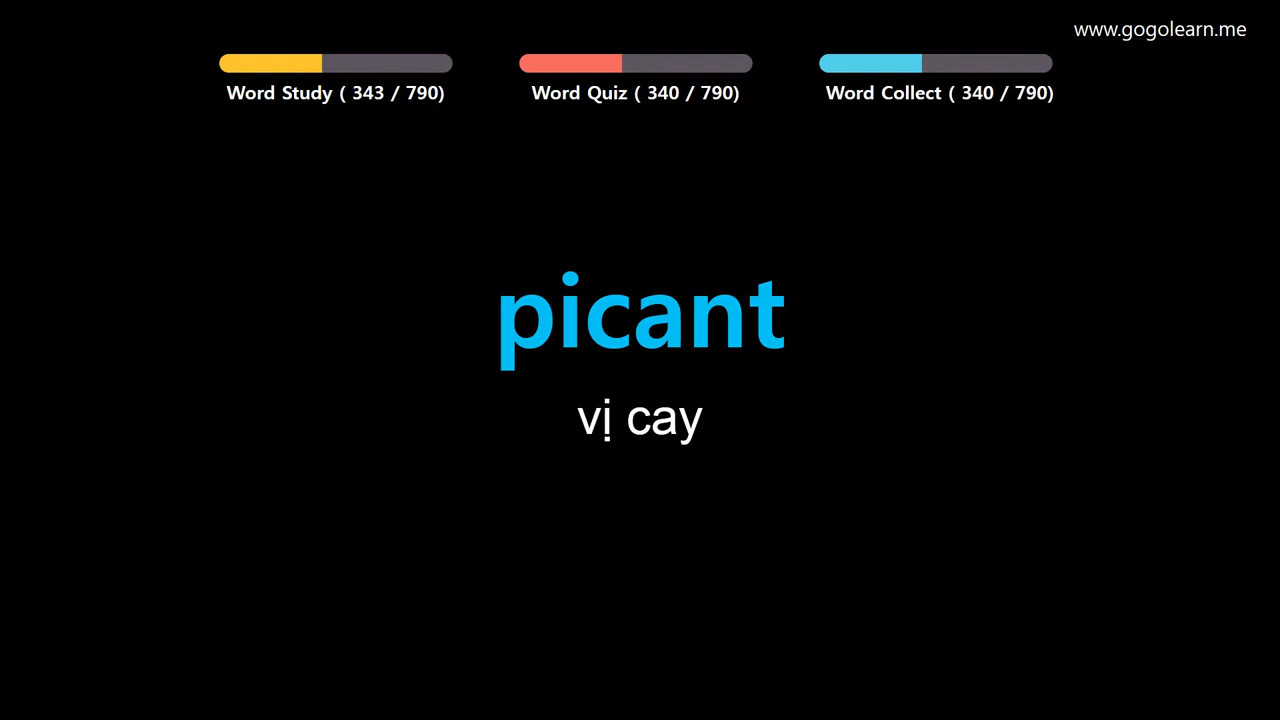 www.gogolearn.me
Word Study ( 343 / 790)
Word Quiz ( 340 / 790)
Word Collect ( 340 / 790)
picant
vị cay